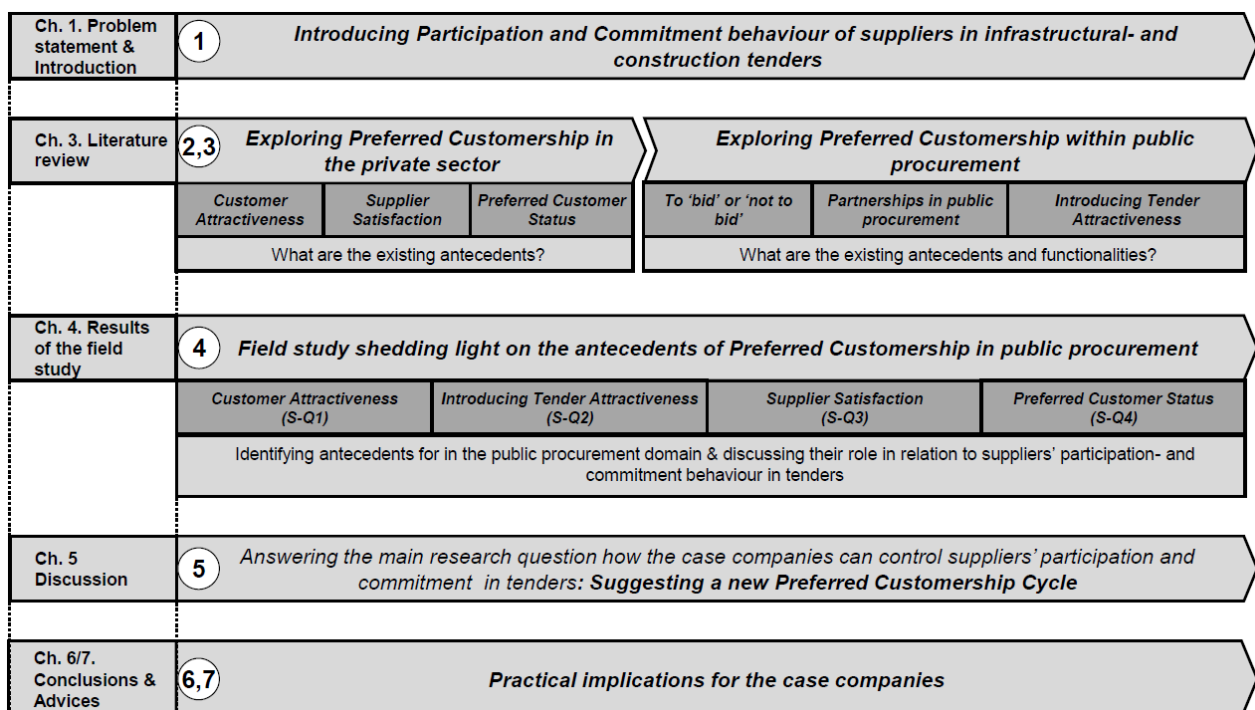 Ch. 1. Problem
statement &
Introduction
1
Introducing Participation and Commitment behaviour of suppliers in infrastructural- and
construction tenders
Ch. 3. Literature
review
2,3
Exploring Preferred Customership in
the private sector
Exploring Preferred Customership within public
procurement
Customer
Attractiveness
Supplier
Satisfaction
Preferred Customer
Status
To ‘bid’ or ‘not to
bid’
Partnerships in public
procurement
Introducing Tender
Attractiveness
What are the existing antecedents?
What are the existing antecedents and functionalities?
Ch. 4. Results
of the field
study
4
Field study shedding light on the antecedents of Preferred Customership in public procurement
Customer Attractiveness
(S-Q1)
Introducing Tender Attractiveness
(S-Q2)
Supplier Satisfaction
(S-Q3)
Preferred Customer Status
(S-Q4)
Identifying antecedents for in the public procurement domain & discussing their role in relation to suppliers’ participation- and
commitment behaviour in tenders
Ch. 5
Discussion
5
Answering the main research question how the case companies can control suppliers’ participation and
commitment in tenders: Suggesting a new Preferred Customership Cycle
Ch. 6/7.
Conclusions &
Advices
6,7
Practical implications for the case companies